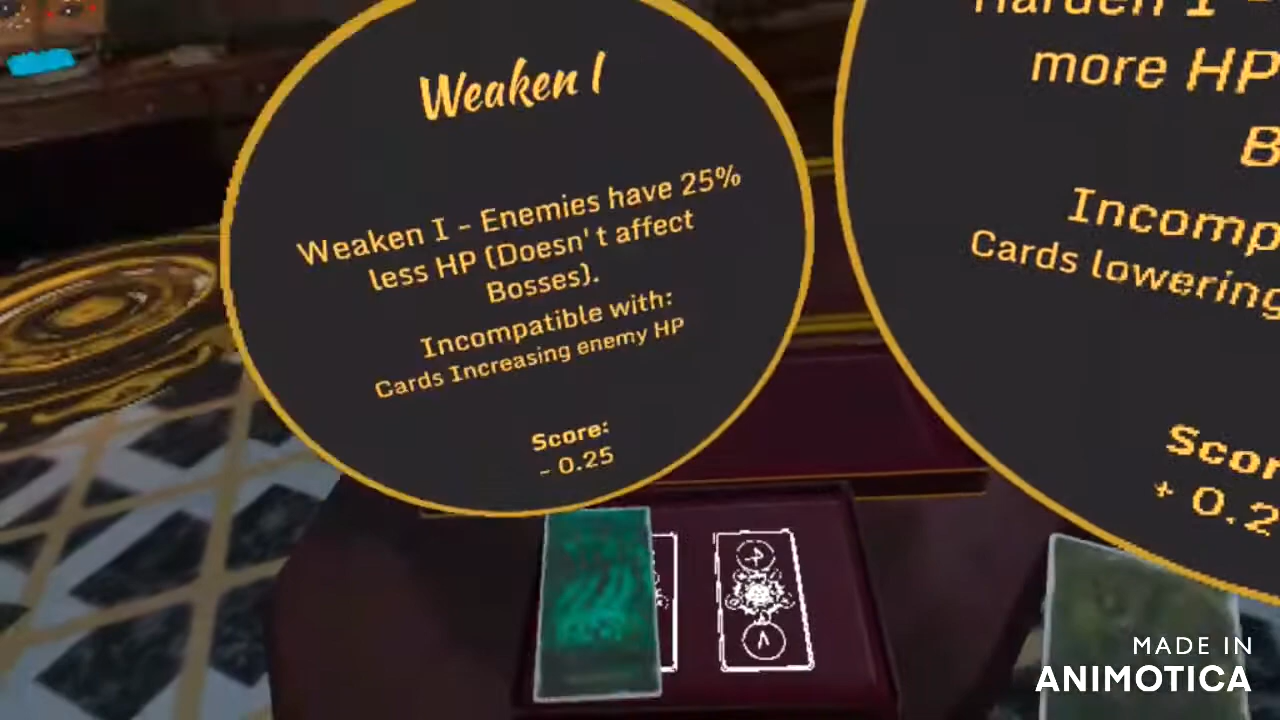 Weaken I
Weaken I - Enemies have 25%
less HP (Doesn't affect
Bosses).
Incompatible with:
Cards Increasing enemy HP
Score:
- 0.25
Harden I -
more HP
B
Incomp
Cards lowering
Scor
+ 0.2
MADE IN
ANIMOTICA